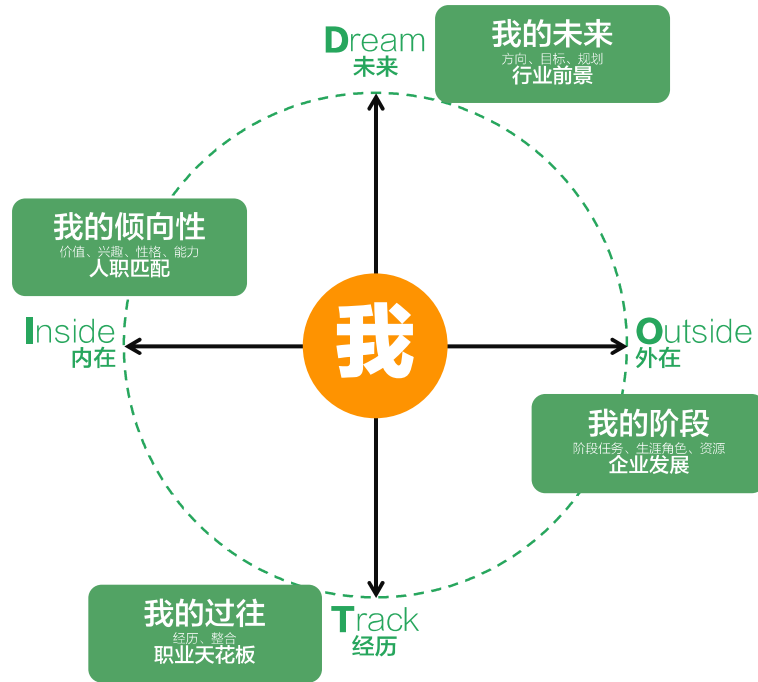 Dream
未来
我的未来
方向、目标、规划
行业前景
我的倾向性
价值、兴趣、性格、能力
人职匹配
Inside
内在
我
Outside
外在
我的阶段
阶段任务、生涯角色、资源
企业发展
我的过往
经历、整合
职业天花板
Track
经历